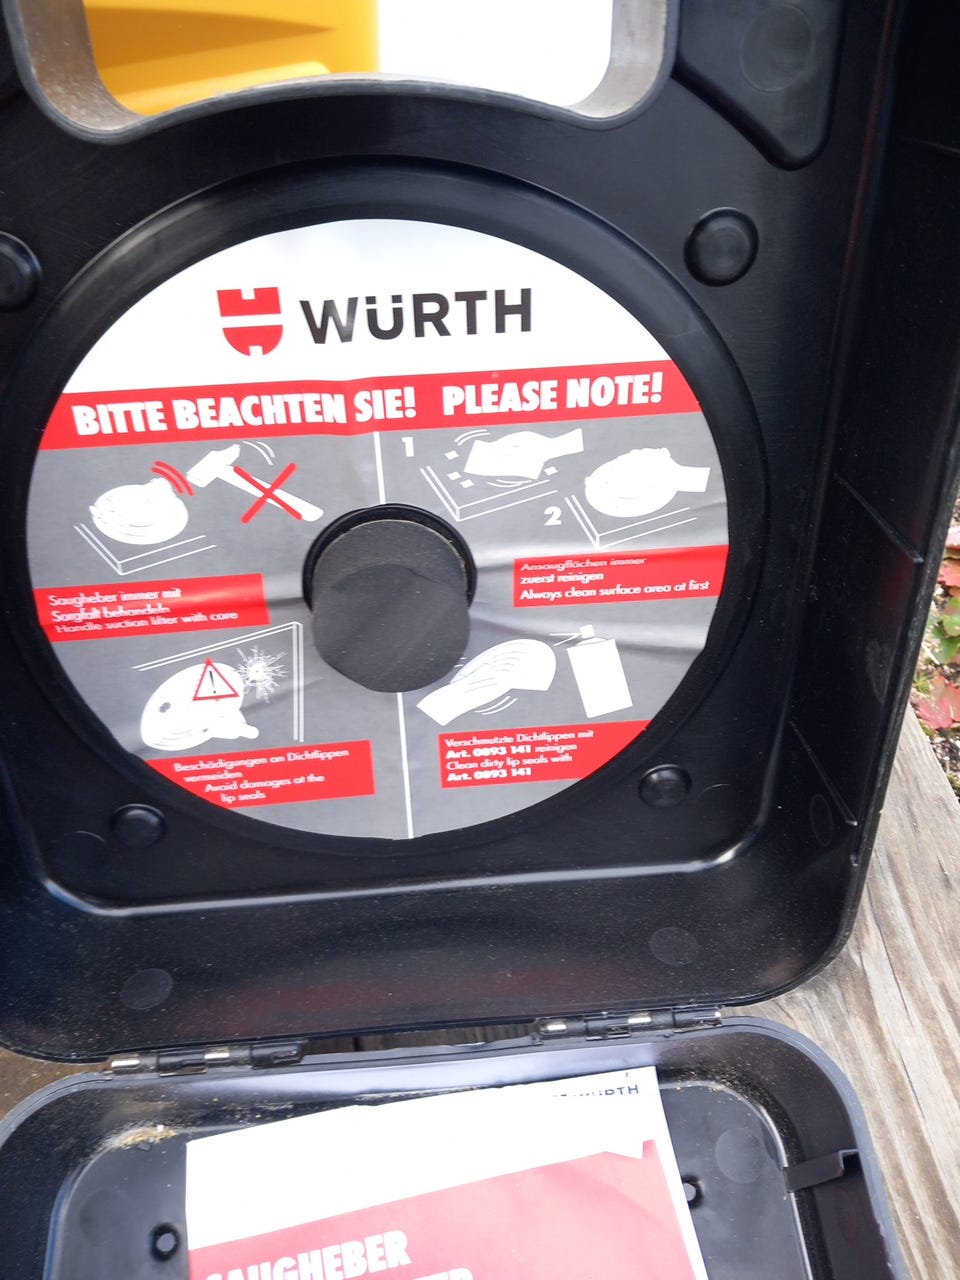 WÜRTH
BITTE BEACHTEN SIE! PLEASE NOTE!
1
2
Saugheber immer mit
Sorgfalt behandeln
Handle suction lifter with care
Ansaugflächen immer
zuerst reinigen
Always clean surface area at first
Beschädigungen an Dichtlippen
vermeiden
Avoid damages at the
lip seals
Verschmutzte Dichtlippen mit
Art. 0893 141 reinigen
Clean dirty lip seals with
Art. 0893 141
WÜRTH
SAUGHEBER